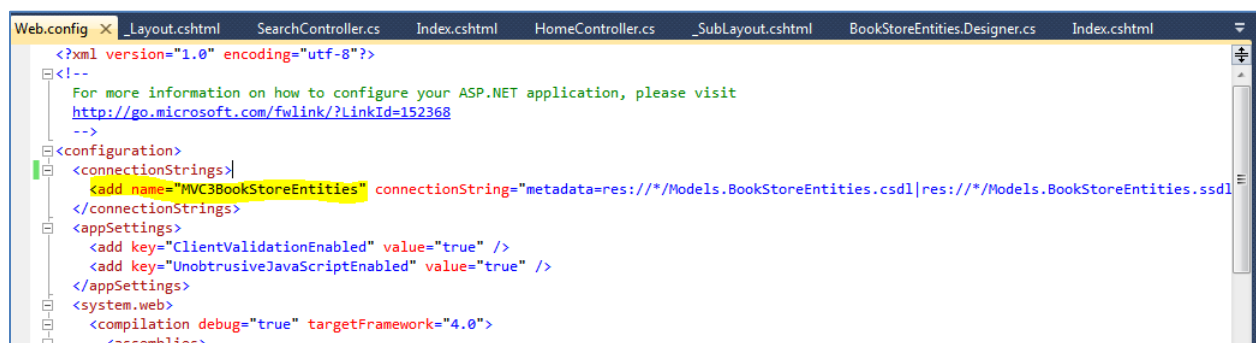 Web.config _Layout.cshtml SearchController.cs Index.cshtml HomeController.cs _SubLayout.cshtml BookStoreEntities.Designer.cs Index.cshtml
<?xml version="1.0" encoding="utf-8"?>
<!--
For more information on how to configure your ASP.NET application, please visit
http://go.microsoft.com/fwlink/?LinkId=152368
-->
<configuration>
<connectionStrings>
<add name="MVC3BookStoreEntities" connectionString="metadata=res://*/Models.BookStoreEntities.csdl|res://*/Models.BookStoreEntities.ssdl
</connectionStrings>
<appSettings>
<add key="ClientValidationEnabled" value="true" />
<add key="UnobtrusiveJavaScriptEnabled" value="true" />
</appSettings>
<system.web>
<compilation debug="true" targetFramework="4.0">
<assemblies>